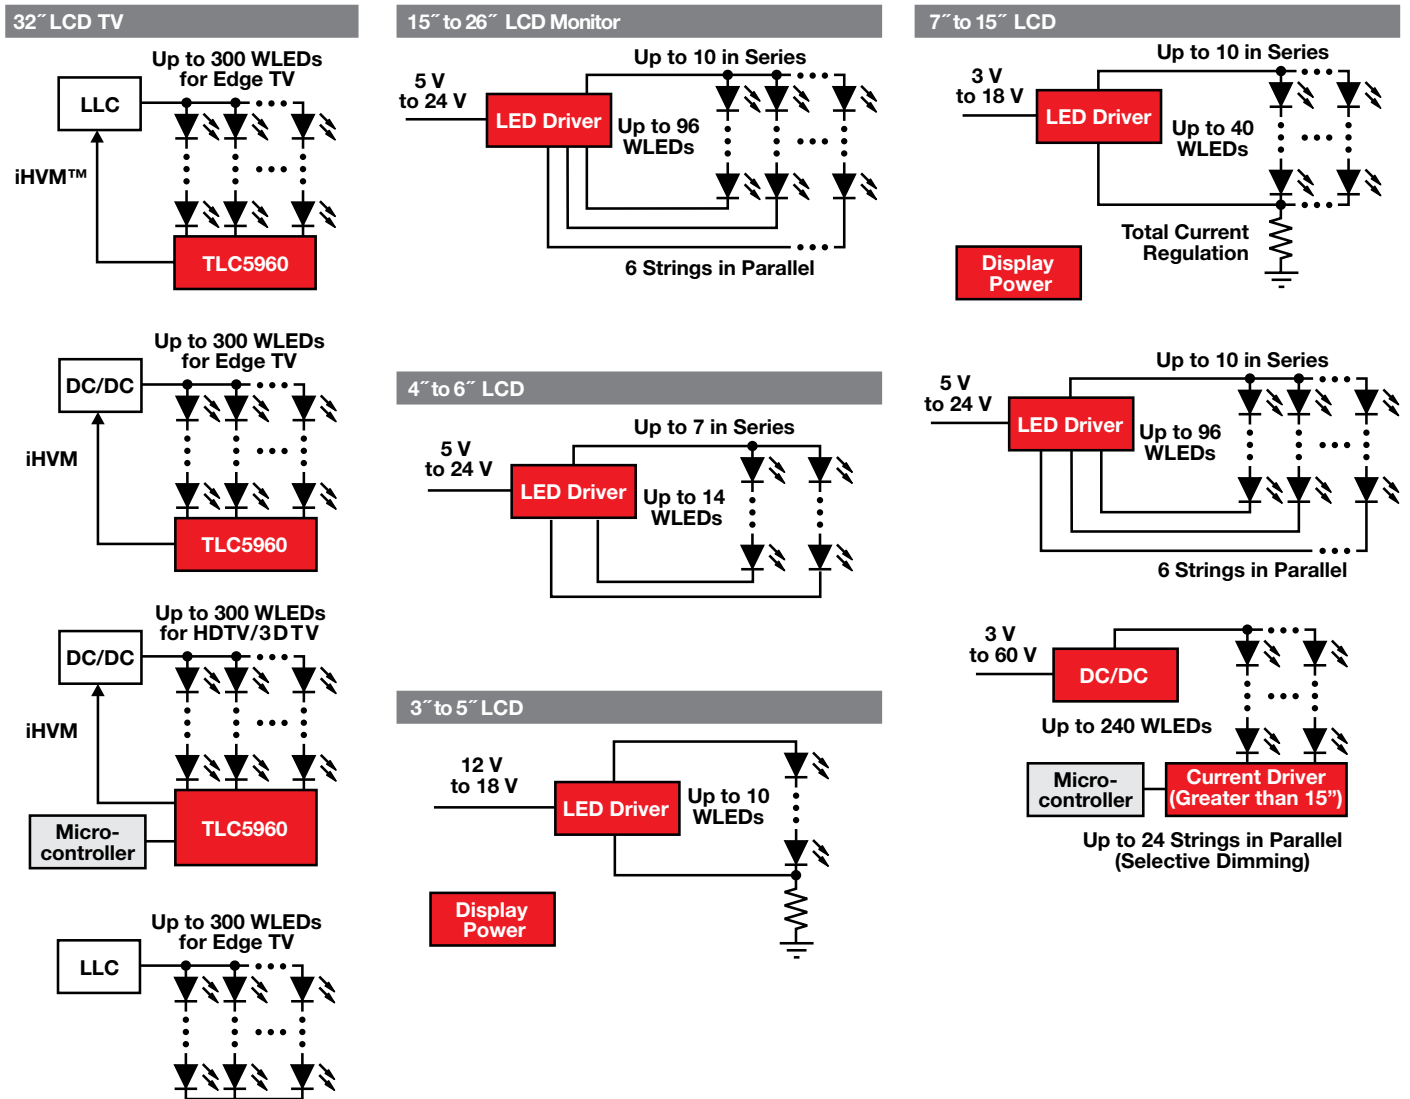 32˝ LCD TV
Up to 300 WLEDs
for Edge TV
LLC
iHVM™
TLC5960
Up to 300 WLEDs
for Edge TV
DC/DC
iHVM
TLC5960
Up to 300 WLEDs
for HDTV/3DTV
DC/DC
iHVM
Micro-
controller
TLC5960
Up to 300 WLEDs
for Edge TV
LLC
15˝ to 26˝ LCD Monitor
Up to 10 in Series
5 V
to 24 V
LED Driver
Up to 96
WLEDs
6 Strings in Parallel
4˝ to 6˝ LCD
Up to 7 in Series
5 V
to 24 V
LED Driver
Up to 14
WLEDs
3˝ to 5˝ LCD
12 V
to 18 V
LED Driver
Up to 10
WLEDs
Display
Power
7˝ to 15˝ LCD
Up to 10 in Series
3 V
to 18 V
LED Driver
Up to 40
WLEDs
Total Current
Regulation
Display
Power
Up to 10 in Series
5 V
to 24 V
LED Driver
Up to 96
WLEDs
6 Strings in Parallel
3 V
to 60 V
DC/DC
Up to 240 WLEDs
Micro-
controller
Current Driver
(Greater than 15”)
Up to 24 Strings in Parallel
(Selective Dimming)